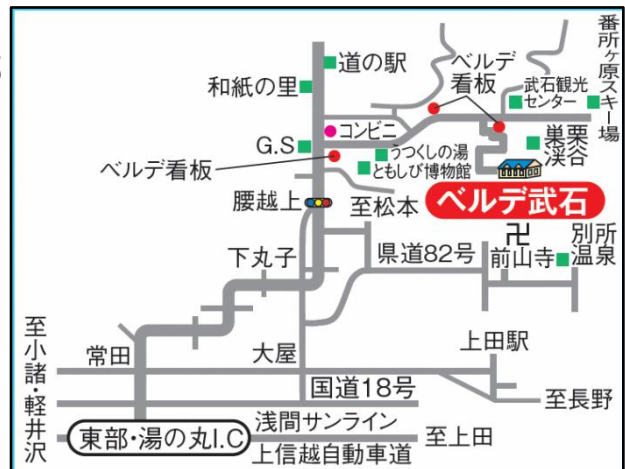 道の駅
和紙の里
ベルデ
看板
武石観光
センター
番所ヶ原スキー場
コンビニ
G.S
ベルデ看板
うつくしの湯
ともしび博物館
巣栗
渓谷
ベルデ武石
腰越上
至松本
卍
県道82号
前山寺
別所
温泉
下丸子
上田駅
至小諸・軽井沢
常田
大屋
国道18号
至長野
東部・湯の丸I.C
浅間サンライン
上信越自動車道
至上田